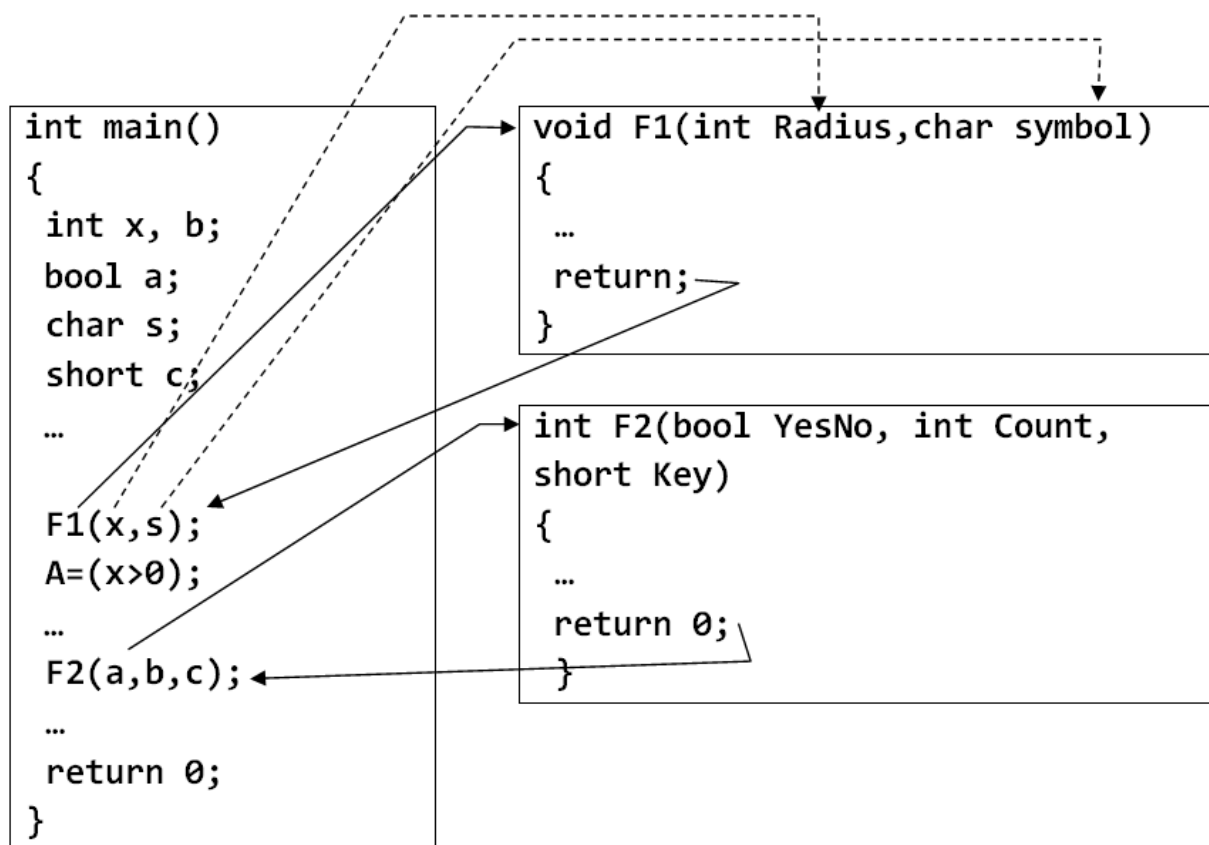 int main()
{
int x, b;
bool a;
char s;
short c;
…
F1(x,s);
A=(x>0);
…
F2(a,b,c);
…
return 0;
}
void F1(int Radius,char symbol)
{
…
return;
}
int F2(bool YesNo, int Count,
short Key)
{
…
return 0;
}